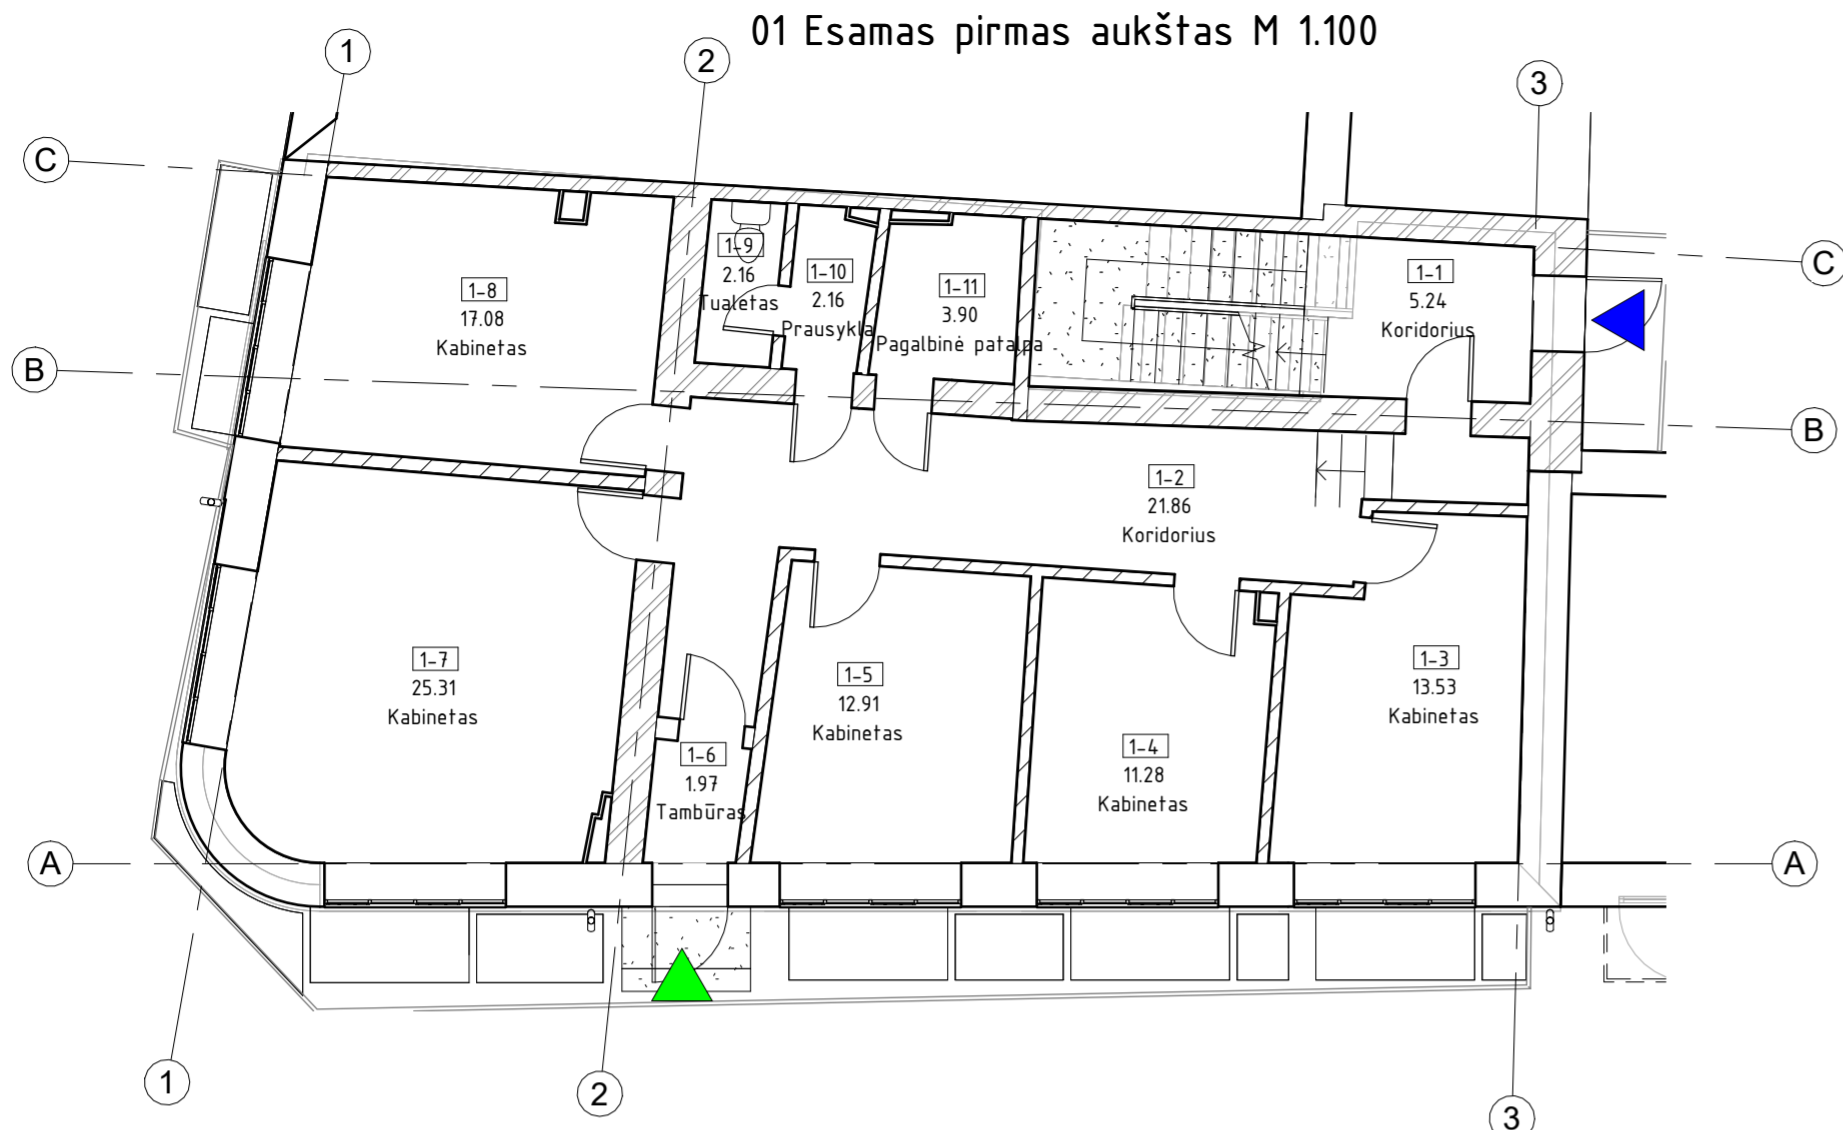 01 Esamas pirmas aukštas M 1.100
1
2
3
C
C
B
B
A
A
1-8
17.08
Kabinetas
1-9
2.16
Tualetas
1-10
2.16
Prausykla
1-11
3.90
Pagalbinė patalpa
1-1
5.24
Koridorius
1-2
21.86
Koridorius
1-7
25.31
Kabinetas
1-6
1.97
Tambūras
1-5
12.91
Kabinetas
1-4
11.28
Kabinetas
1-3
13.53
Kabinetas
1
2
3